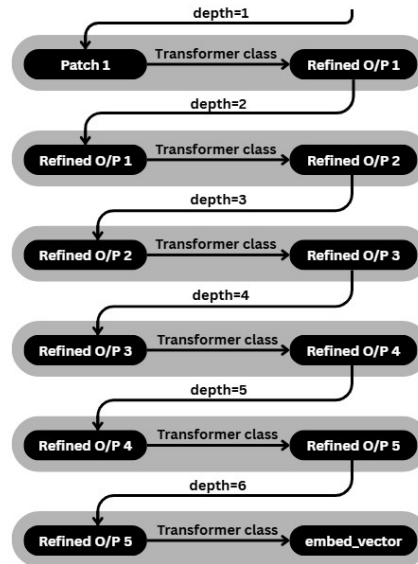 depth=1
Patch 1 Transformer class Refined O/P 1
depth=2
Refined O/P 1 Transformer class Refined O/P 2
depth=3
Refined O/P 2 Transformer class Refined O/P 3
depth=4
Refined O/P 3 Transformer class Refined O/P 4
depth=5
Refined O/P 4 Transformer class Refined O/P 5
depth=6
Refined O/P 5 Transformer class embed_vector